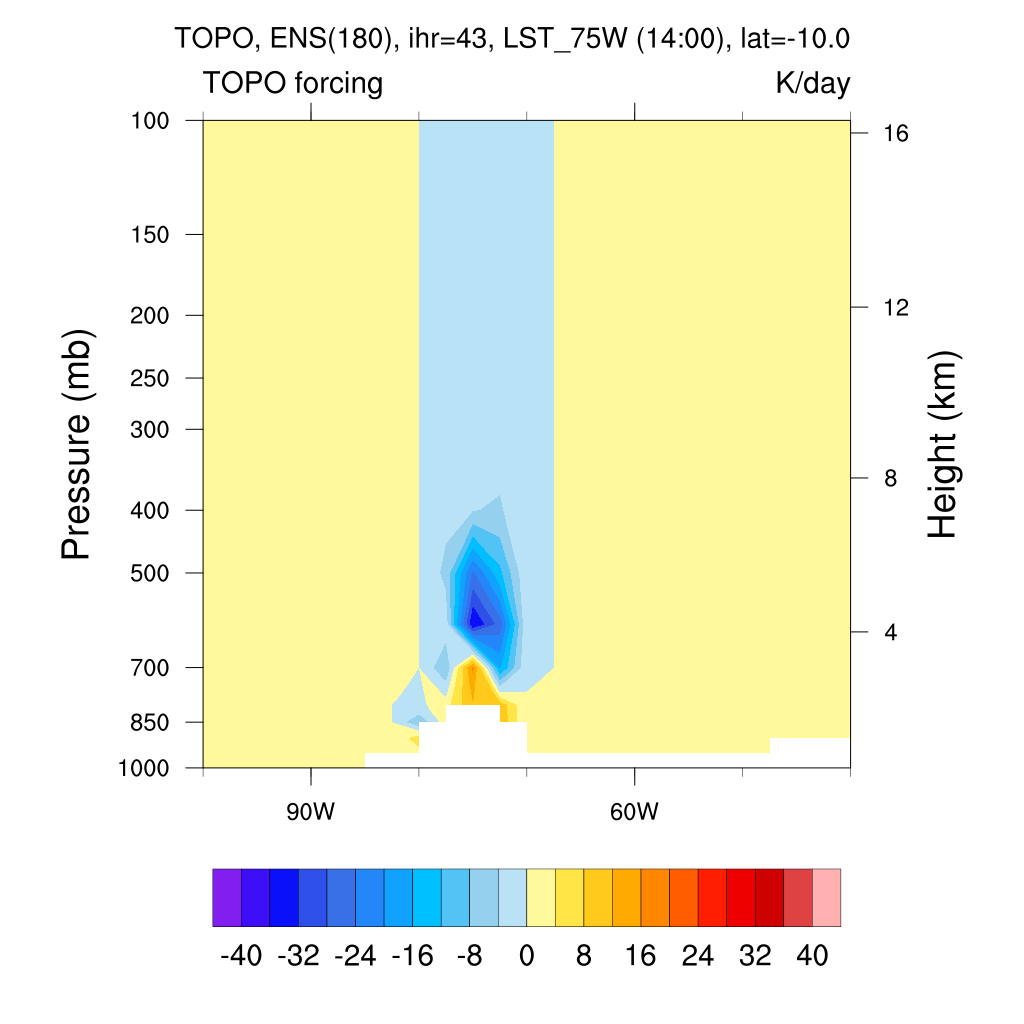 TOPO, ENS(180), ihr=43, LST_75W (14:00), lat=-10.0
TOPO forcing K/day
100
150
200
250
300
400
500
700
850
1000
Pressure (mb)
16
12
8
4
Height (km)
90W 60W
-40 -32 -24 -16 -8 0 8 16 24 32 40